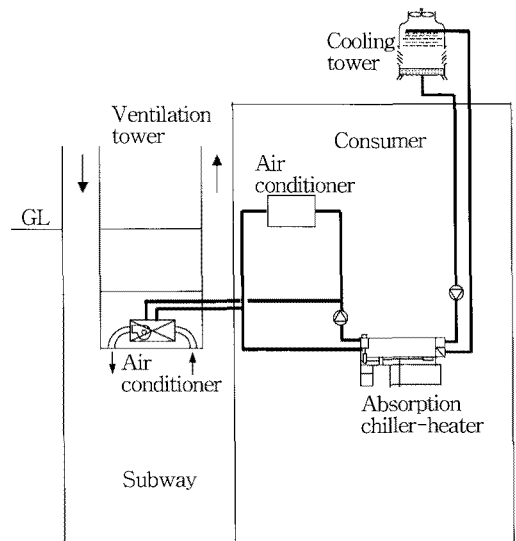 Cooling
tower
Ventilation
tower
Consumer
Air
conditioner
GL
Air
conditioner
Absorption
chiller-heater
Subway